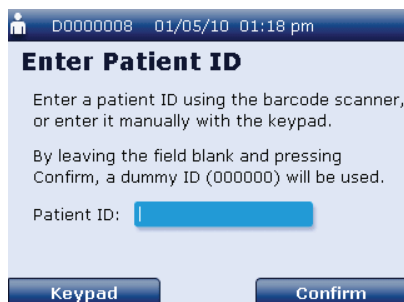 D0000008 01/05/10 01:18 pm
Enter Patient ID
Enter a patient ID using the barcode scanner,
or enter it manually with the keypad.
By leaving the field blank and pressing
Confirm, a dummy ID (000000) will be used.
Patient ID:
Keypad Confirm